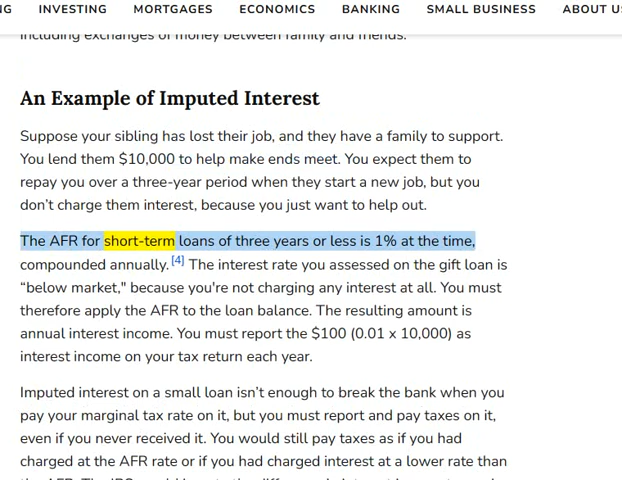 NG INVESTING MORTGAGES ECONOMICS BANKING SMALL BUSINESS ABOUT US
including exchanges of money between family and friends.
An Example of Imputed Interest
Suppose your sibling has lost their job, and they have a family to support.
You lend them $10,000 to help make ends meet. You expect them to
repay you over a three-year period when they start a new job, but you
don’t charge them interest, because you just want to help out.
The AFR for short-term loans of three years or less is 1% at the time,
compounded annually.[4] The interest rate you assessed on the gift loan is
“below market," because you're not charging any interest at all. You must
therefore apply the AFR to the loan balance. The resulting amount is
annual interest income. You must report the $100 (0.01 x 10,000) as
interest income on your tax return each year.
Imputed interest on a small loan isn’t enough to break the bank when you
pay your marginal tax rate on it, but you must report and pay taxes on it,
even if you never received it. You would still pay taxes as if you had
charged at the AFR rate or if you had charged interest at a lower rate than